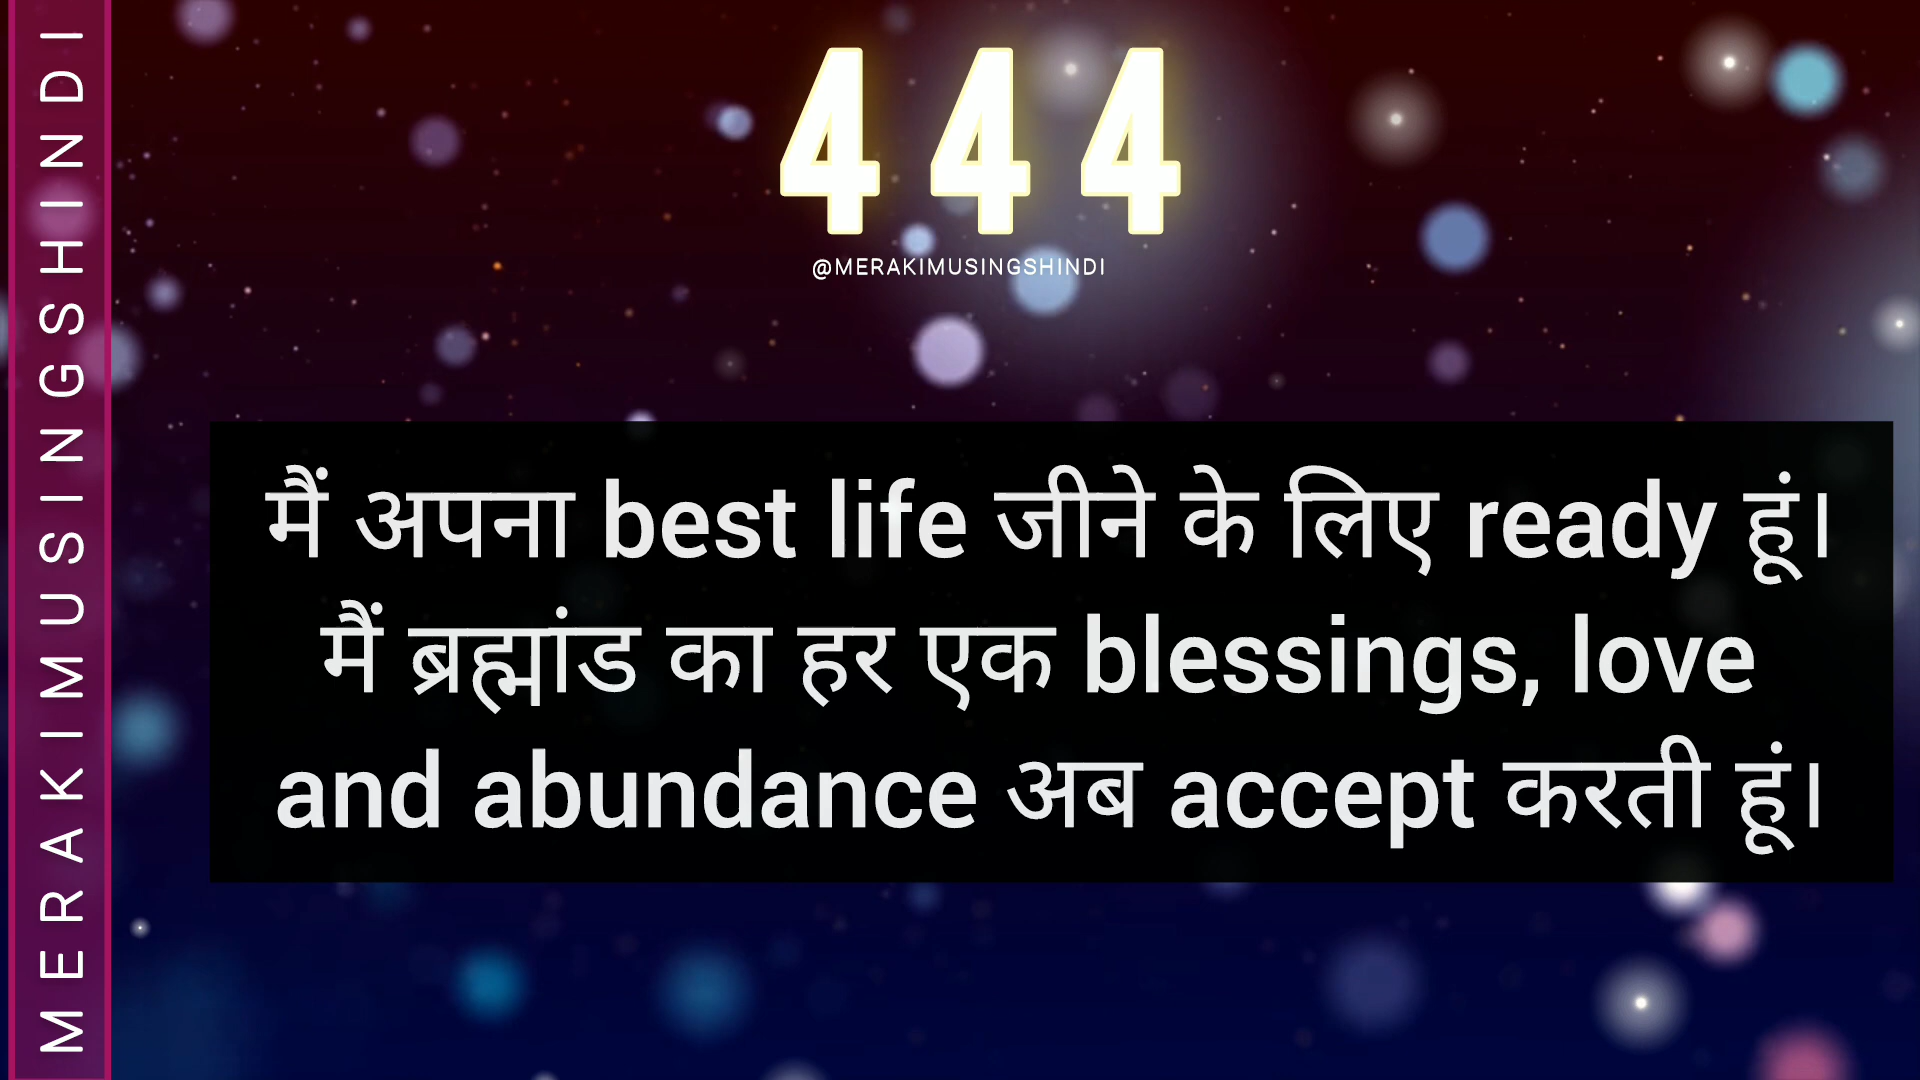 MERAKIMUSINGSHINDI
444
@MERAKIMUSINGSHINDI
मैं अपना best life जीने के लिए ready हूं।
मैं ब्रह्मांड का हर एक blessings, love
and abundance अब accept करती हूं।